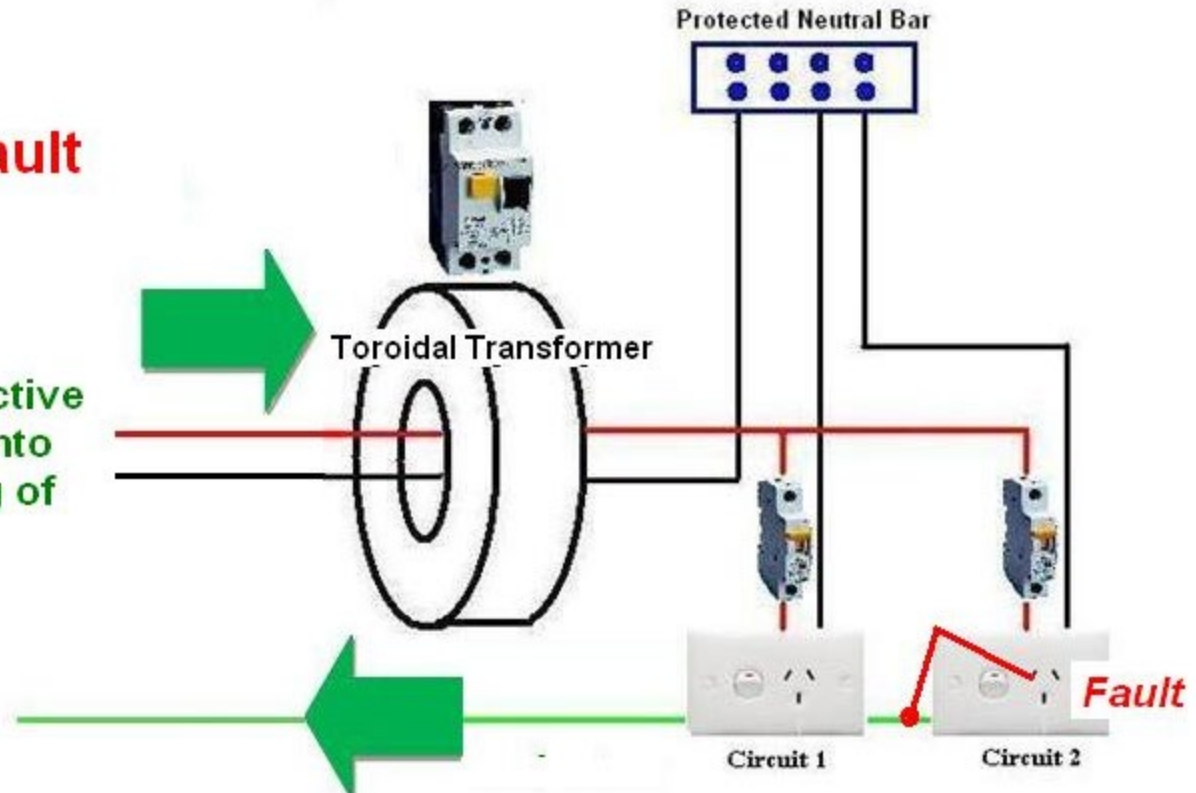 Protected Neutral Bar
ault
Toroidal Transformer
ctive
nto
g of
Fault
Circuit 1
Circuit 2